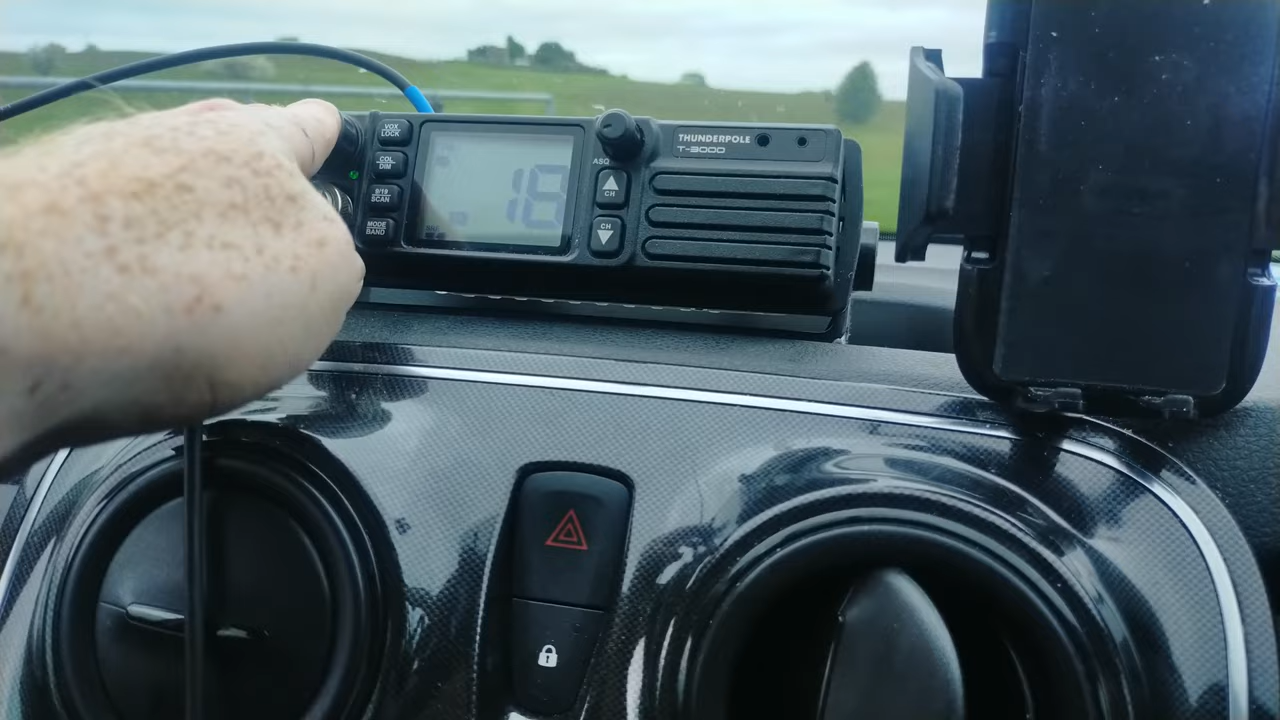 VOX
LOCK
COL
DIM
9/19
SCAN
MODE
BAND
18
ASQ
CH
CH
THUNDERPOLE
T-3000